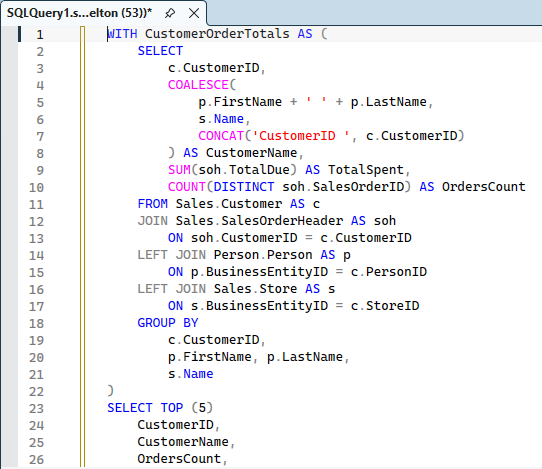 SQLQuery1.s...elton (53))*
1 WITH CustomerOrderTotals AS (
2 SELECT
3 c.CustomerID,
4 COALESCE(
5 p.FirstName + ' ' + p.LastName,
6 s.Name,
7 CONCAT('CustomerID ', c.CustomerID)
8 ) AS CustomerName,
9 SUM(soh.TotalDue) AS TotalSpent,
10 COUNT(DISTINCT soh.SalesOrderID) AS OrdersCount
11 FROM Sales.Customer AS c
12 JOIN Sales.SalesOrderHeader AS soh
13 ON soh.CustomerID = c.CustomerID
14 LEFT JOIN Person.Person AS p
15 ON p.BusinessEntityID = c.PersonID
16 LEFT JOIN Sales.Store AS s
17 ON s.BusinessEntityID = c.StoreID
18 GROUP BY
19 c.CustomerID,
20 p.FirstName, p.LastName,
21 s.Name
22 )
23 SELECT TOP (5)
24 CustomerID,
25 CustomerName,
26 OrdersCount,